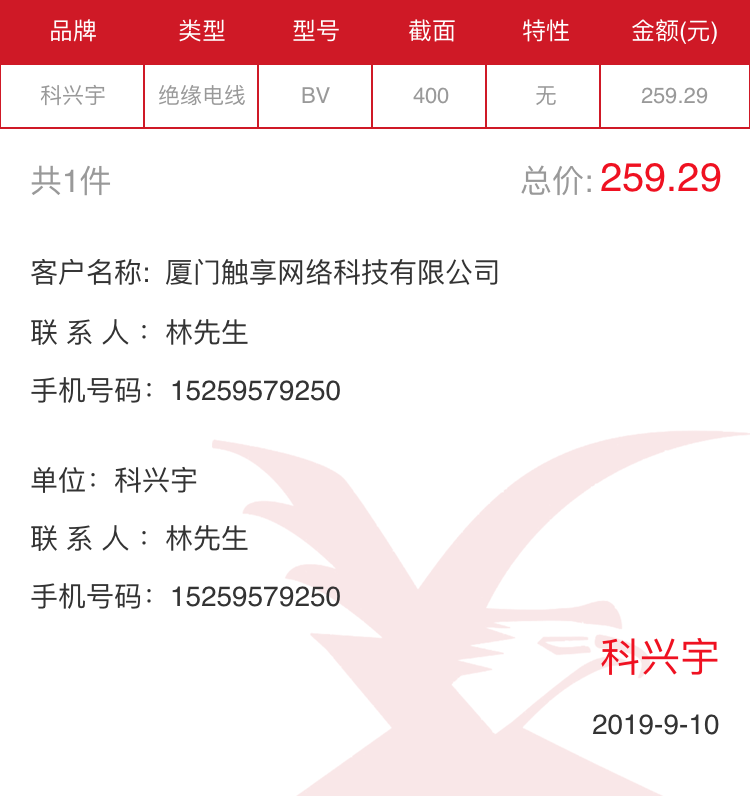 品牌 类型 型号 截面 特性 金额(元)
科兴宇 绝缘电线 BV 400 无 259.29
共1件 总价: 259.29
客户名称: 厦门触享网络科技有限公司
联 系 人 : 林先生
手机号码: 15259579250
单位: 科兴宇
联 系 人 : 林先生
手机号码: 15259579250
科兴宇
2019-9-10